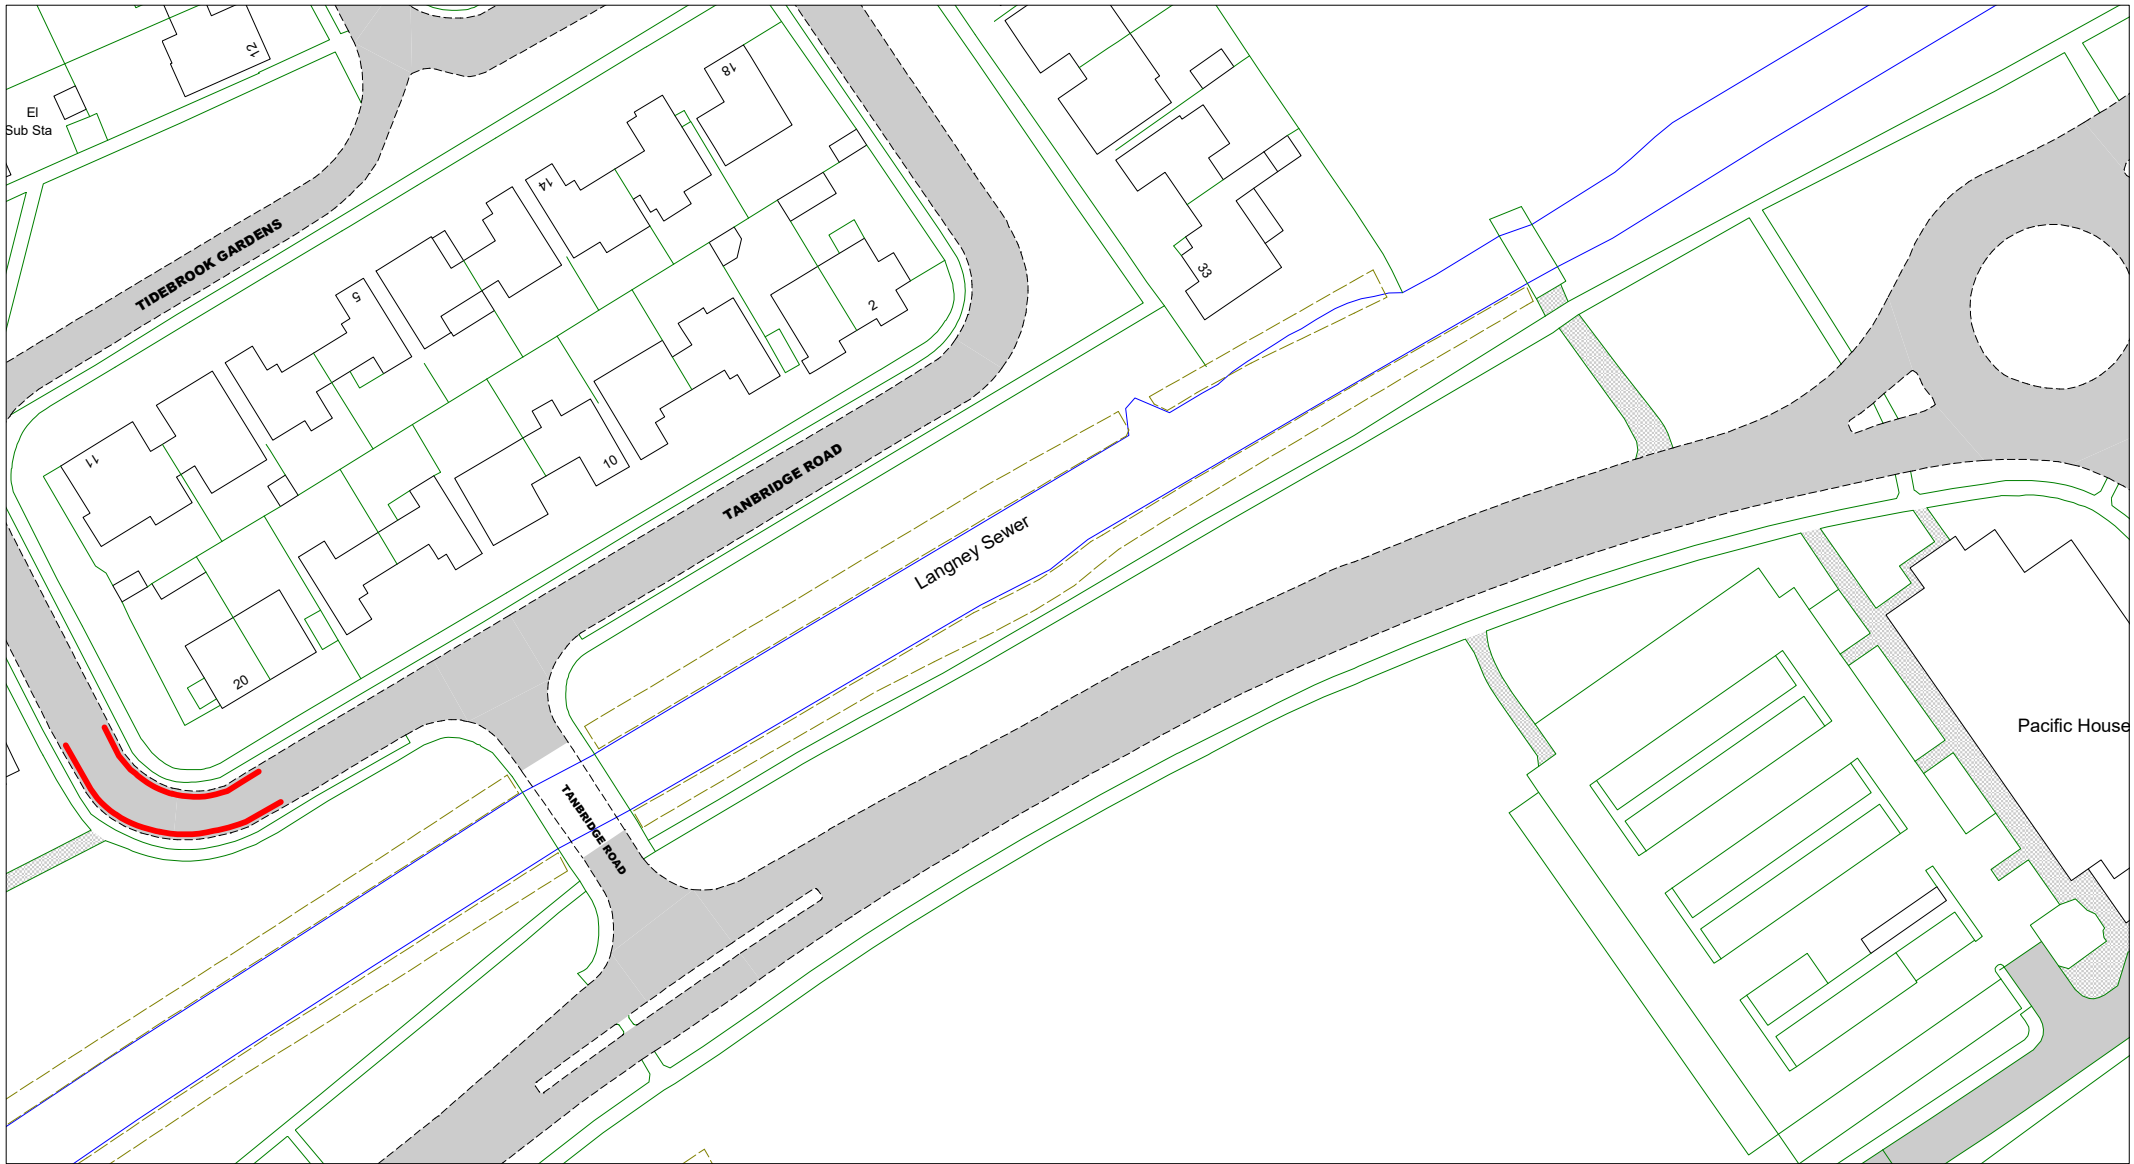 12
El
Sub Sta
18
14
TIDEBROOK GARDENS
33
5
2
11
10
TANBRIDGE ROAD
Langney Sewer
20
Pacific House
TANBRIDGE ROAD